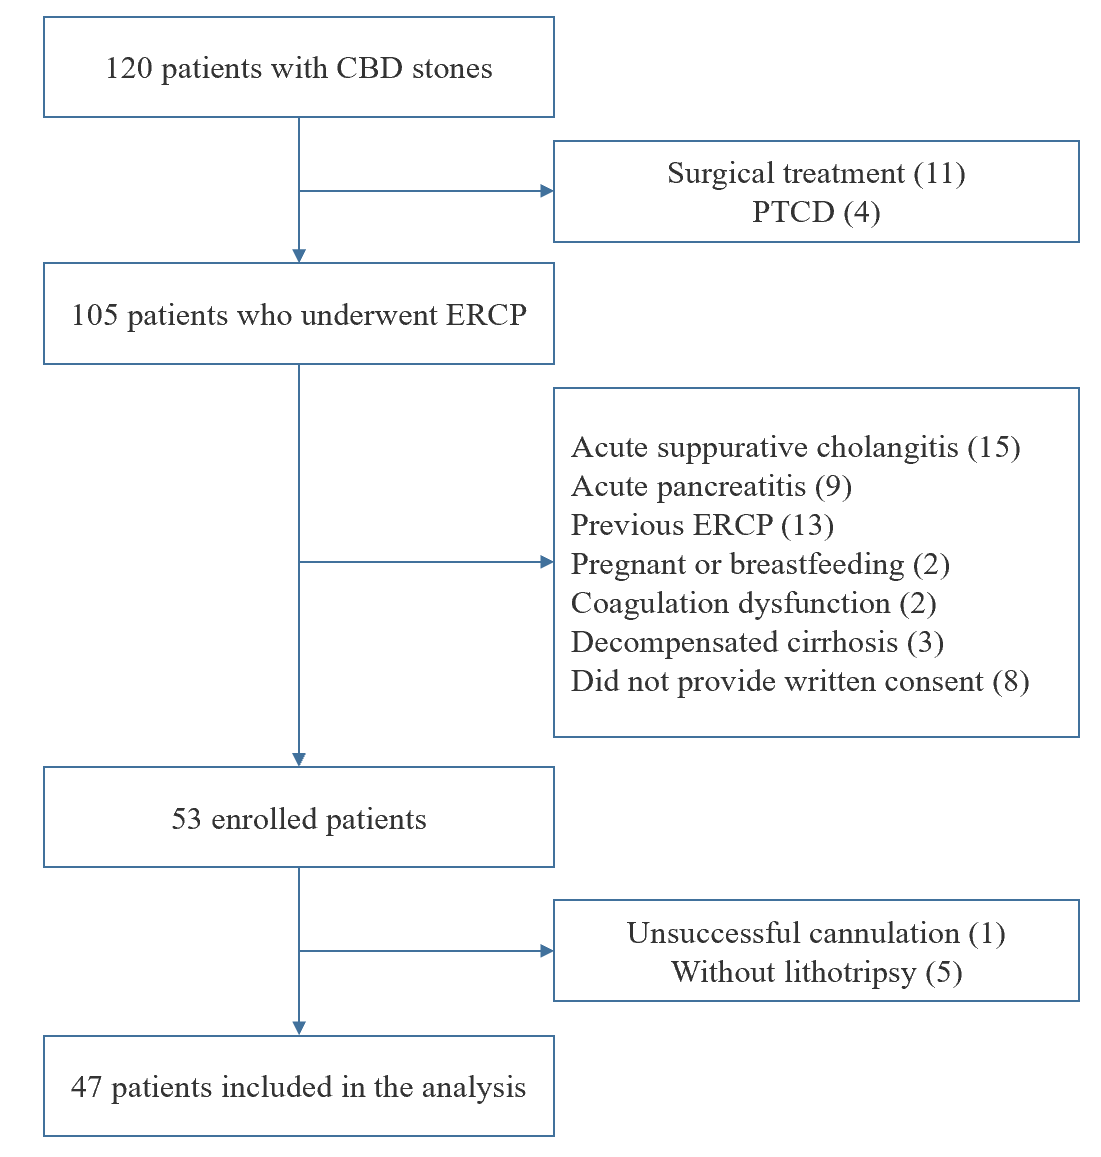 120 patients with CBD stones
Surgical treatment (11)
PTCD (4)
105 patients who underwent ERCP
Acute suppurative cholangitis (15)
Acute pancreatitis (9)
Previous ERCP (13)
Pregnant or breastfeeding (2)
Coagulation dysfunction (2)
Decompensated cirrhosis (3)
Did not provide written consent (8)
53 enrolled patients
Unsuccessful cannulation (1)
Without lithotripsy (5)
47 patients included in the analysis